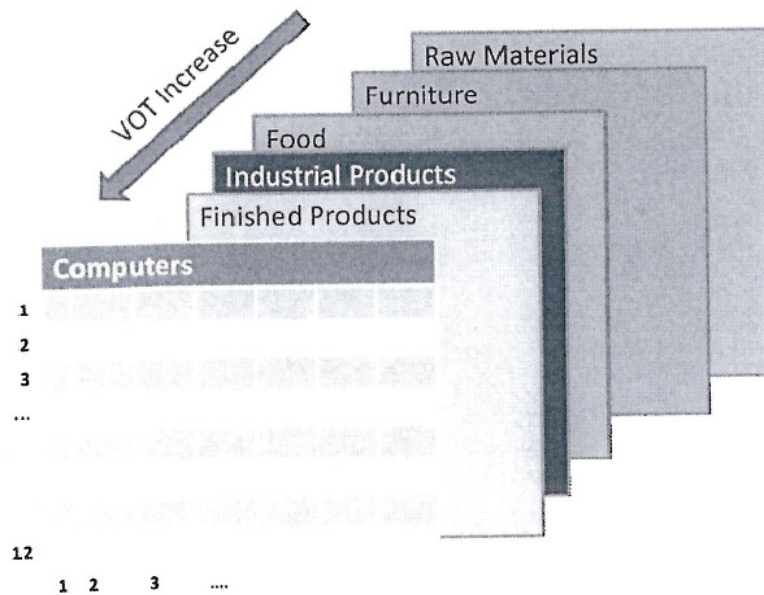 VOT Increase
Raw Materials
Furniture
Food
Industrial Products
Finished Products
Computers
1
2
3
...
12
1 2 3 ....